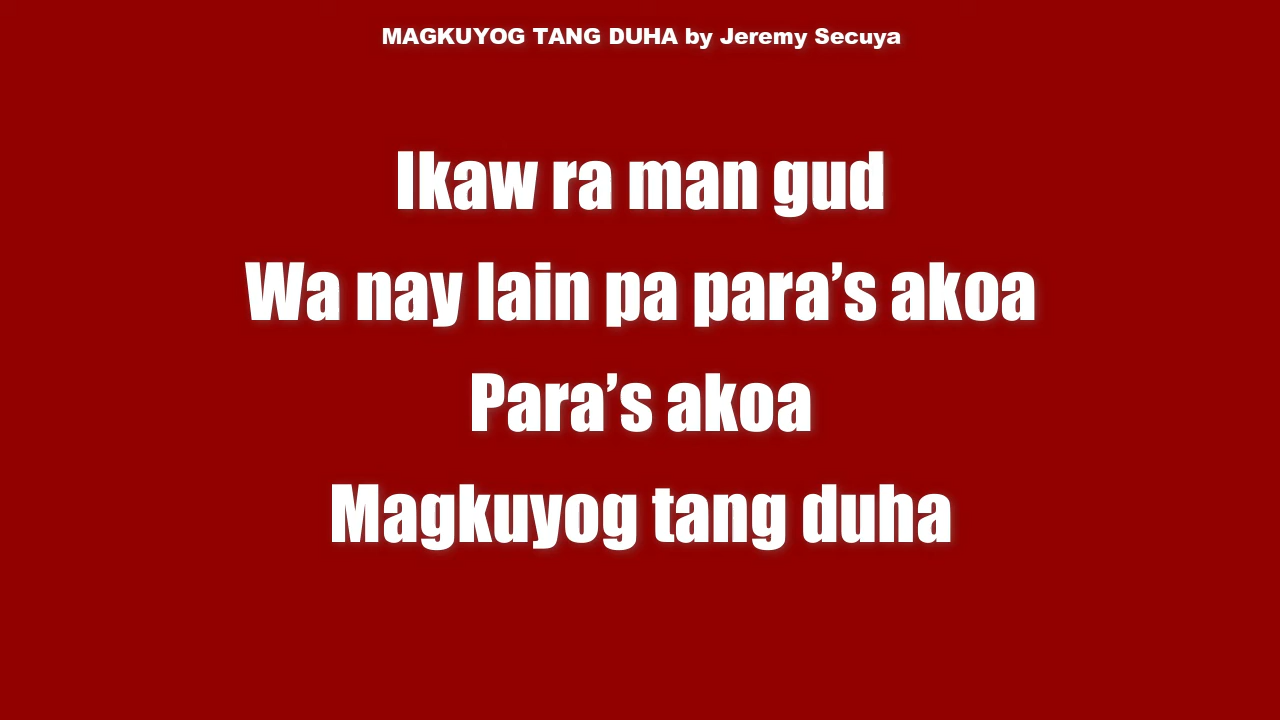 MAGKUYOG TANG DUHA by Jeremy Secuya
Ikaw ra man gud
Wa nay lain pa para’s akoa
Para’s akoa
Magkuyog tang duha